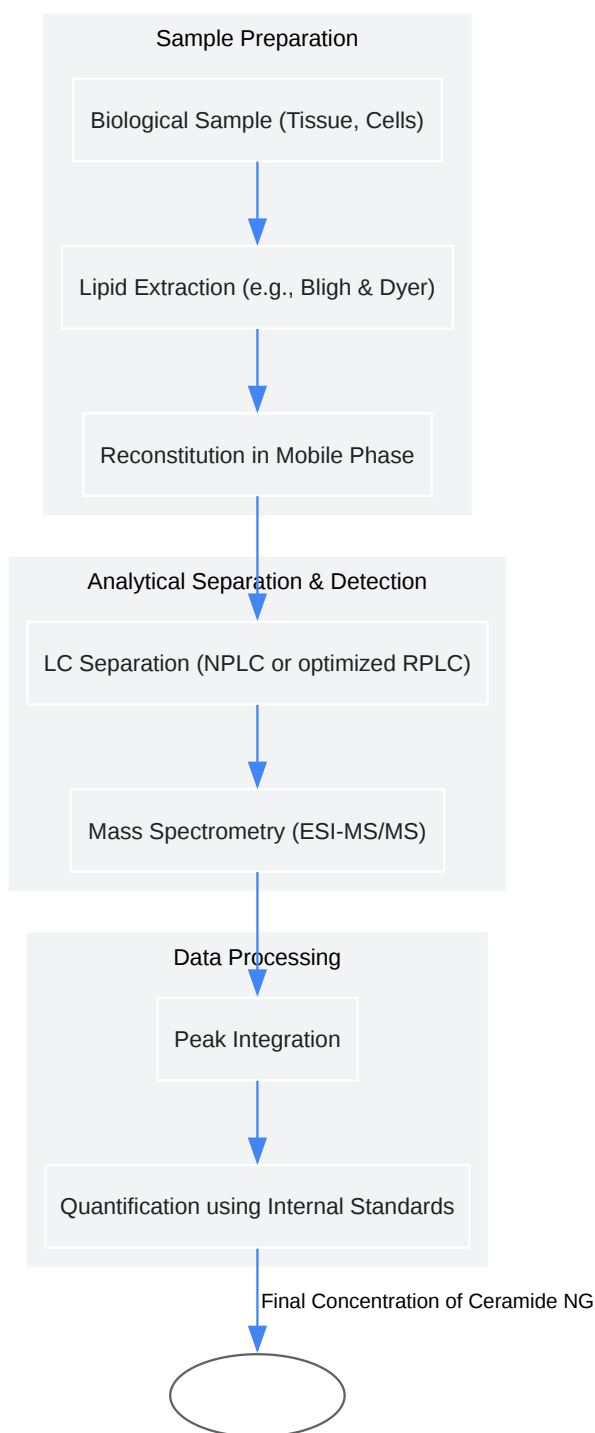 Sample Preparation
Biological Sample (Tissue, Cells)
Lipid Extraction (e.g., Bligh & Dyer)
Reconstitution in Mobile Phase
Analytical Separation & Detection
LC Separation (NPLC or optimized RPLC)
Mass Spectrometry (ESI-MS/MS)
Data Processing
Peak Integration
Quantification using Internal Standards
Final Concentration of Ceramide NG